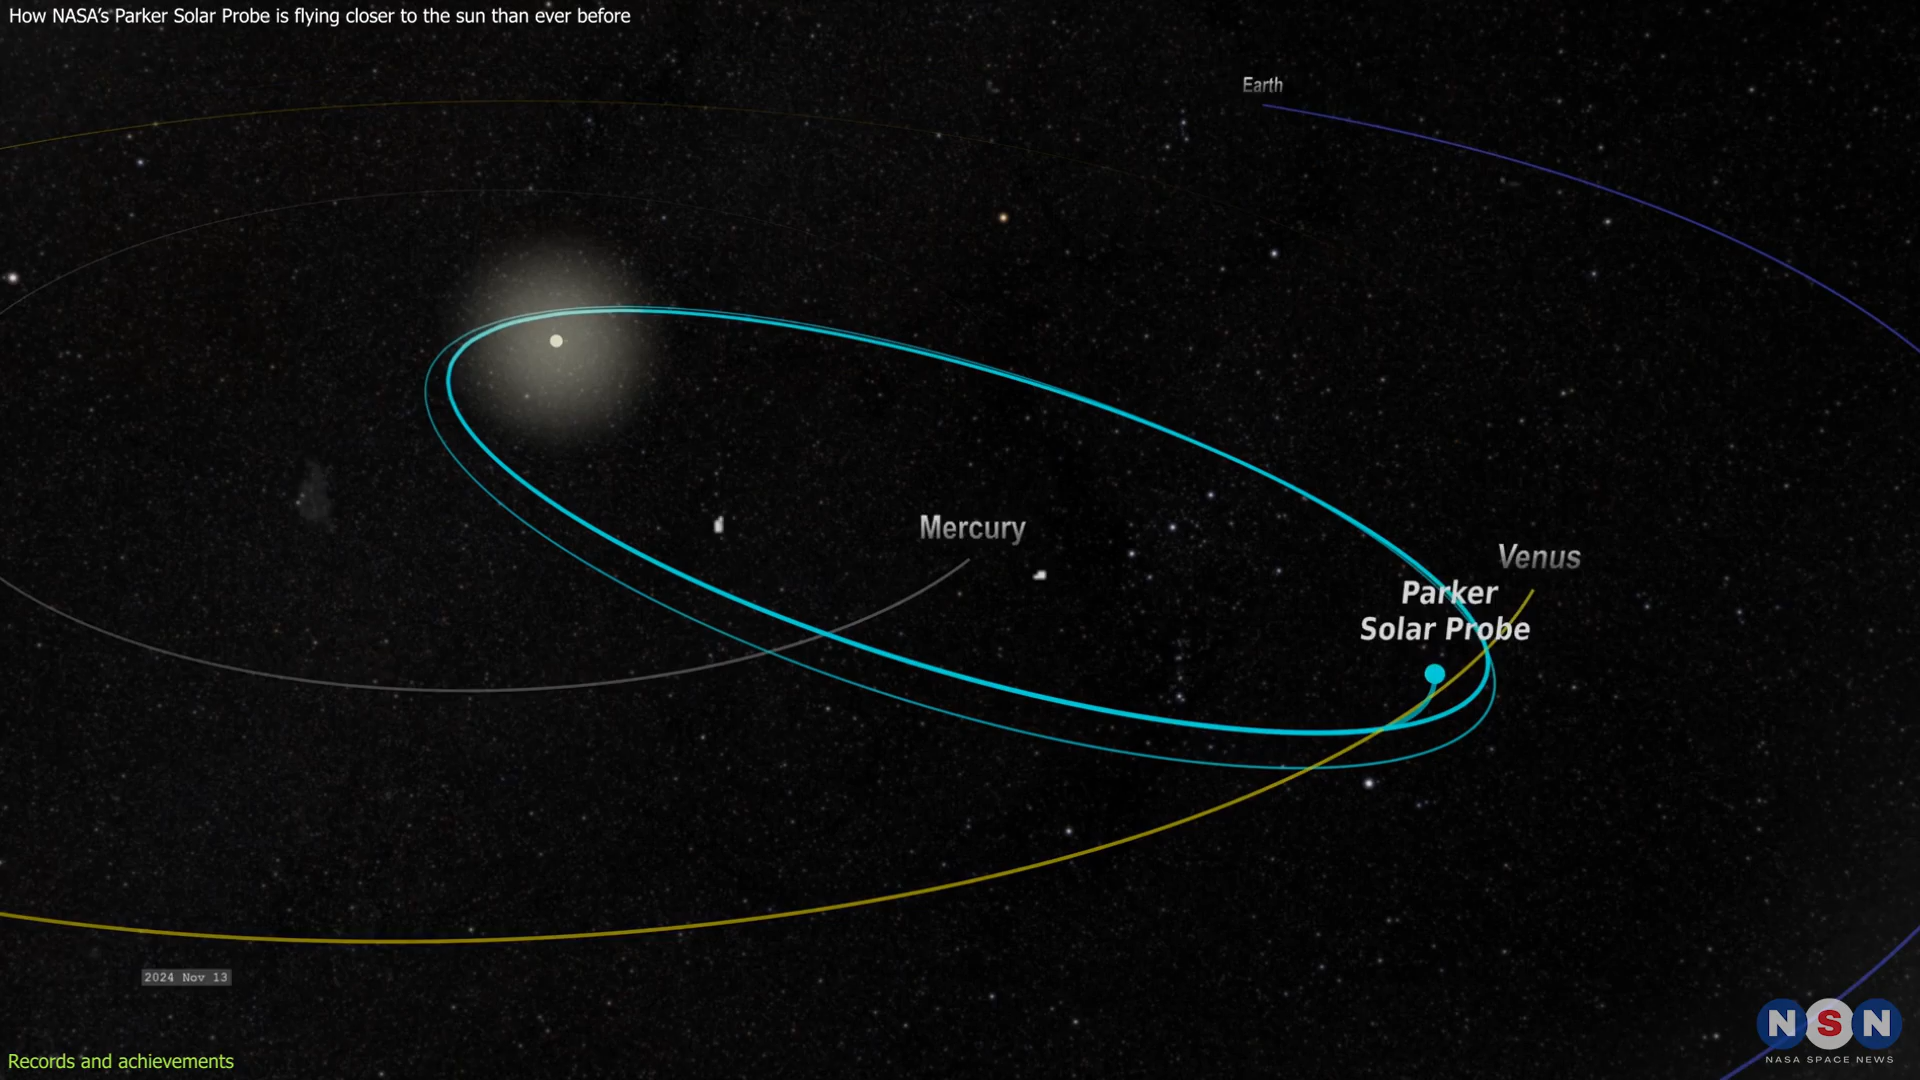 How NASA’s Parker Solar Probe is flying closer to the sun than ever before
Earth
Mercury
Venus
Parker
Solar Probe
2024 Nov 13
Records and achievements
NSN
NASA SPACE NEWS